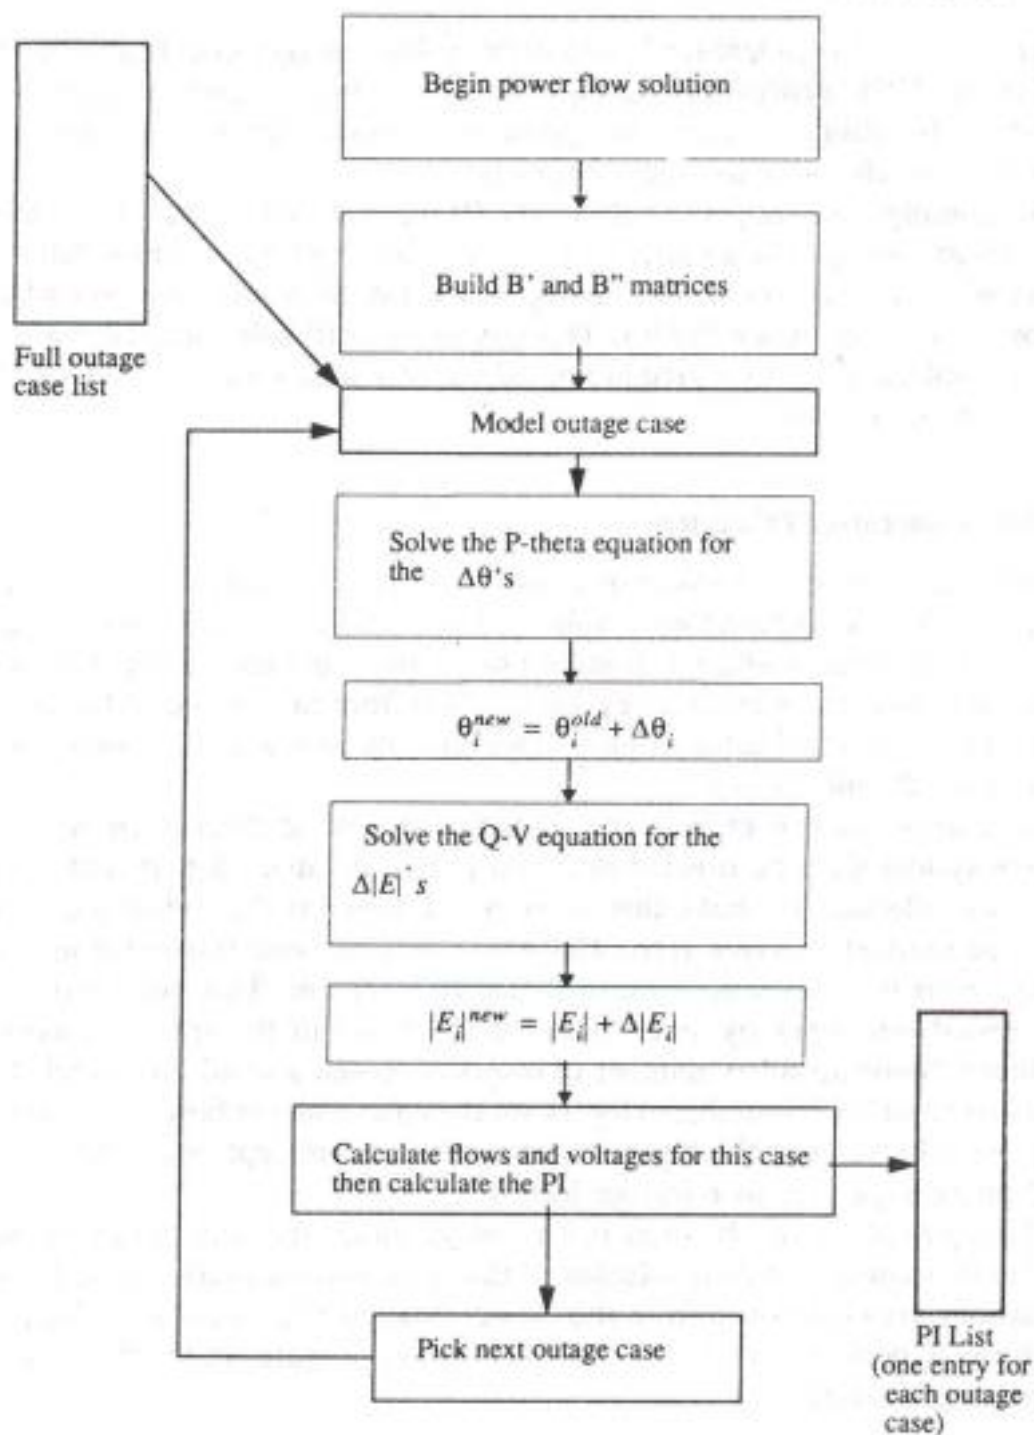 Begin power flow solution
Build B' and B" matrices
Full outage
case list
Model outage case
Solve the P-theta equation for
the Δθ's
θ_i^{new} = θ_i^{old} + Δθ_i
Solve the Q-V equation for the
Δ|E|'s
|E_i|^{new} = |E_i| + Δ|E_i|
Calculate flows and voltages for this case
then calculate the PI
Pick next outage case
PI List
(one entry for
each outage
case)